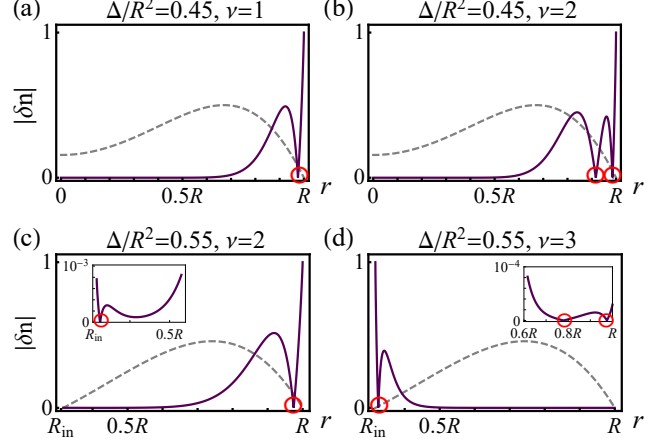 (a) Δ/R²=0.45, ν=1
(b) Δ/R²=0.45, ν=2
|δn|
1
0
0 0.5R R r
1
0
0 0.5R R r
(c) Δ/R²=0.55, ν=2
(d) Δ/R²=0.55, ν=3
|δn|
1
0
10⁻³
0
R_in 0.5R
R_in 0.5R R r
1
0
10⁻⁴
0
0.6R 0.8R R
R_in 0.5R R r